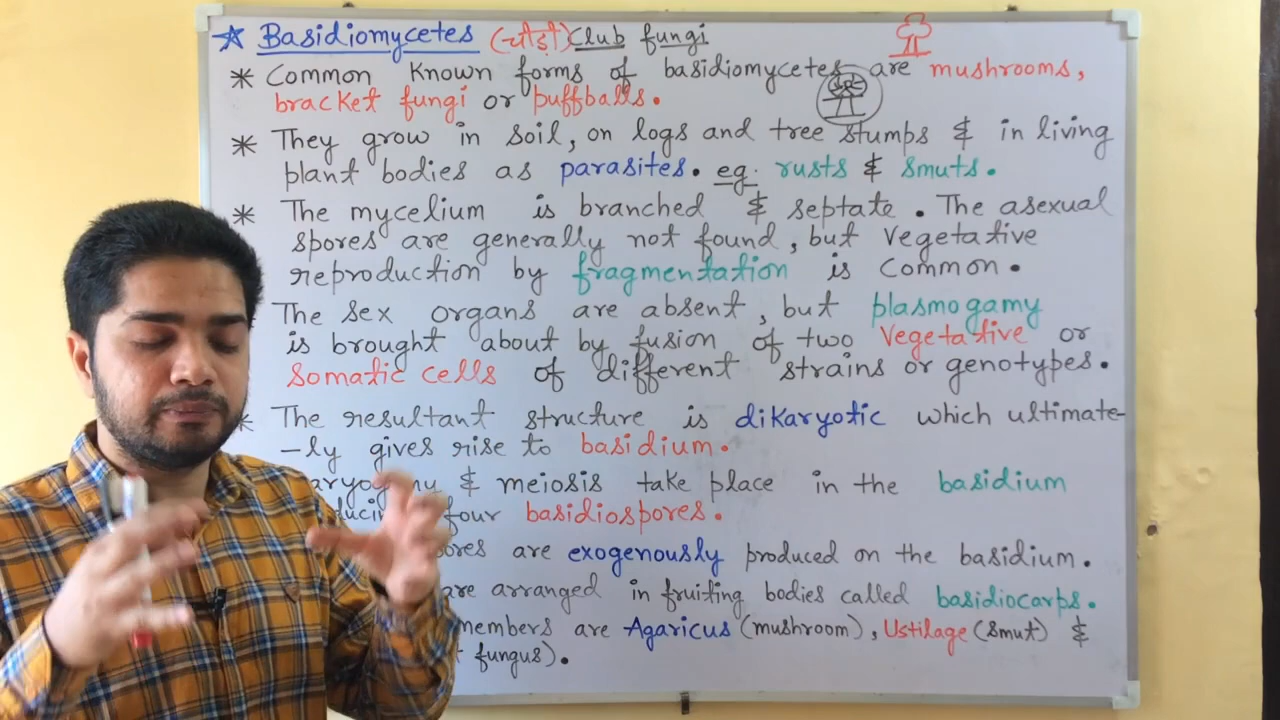 ★ Basidiomycetes (चौड़ा) Club fungi
* Common Known forms of basidiomycetes are mushrooms,
bracket fungi or puffballs.
* They grow in soil, on logs and tree stumps & in living
plant bodies as parasites. eg. rusts & smuts.
* The mycelium is branched & septate. The asexual
spores are generally not found, but Vegetative
reproduction by fragmentation is Common.
The sex organs are absent, but plasmogamy
is brought about by fusion of two Vegetative or
Somatic cells of different strains or genotypes.
* The resultant structure is dikaryotic which ultimate-
-ly gives rise to basidium.
& meiosis take place in the basidium
four basidiospores.
are exogenously produced on the basidium.
are arranged in fruiting bodies called basidiocarps.
members are Agaricus (mushroom), Ustilage (smut) &
fungus).